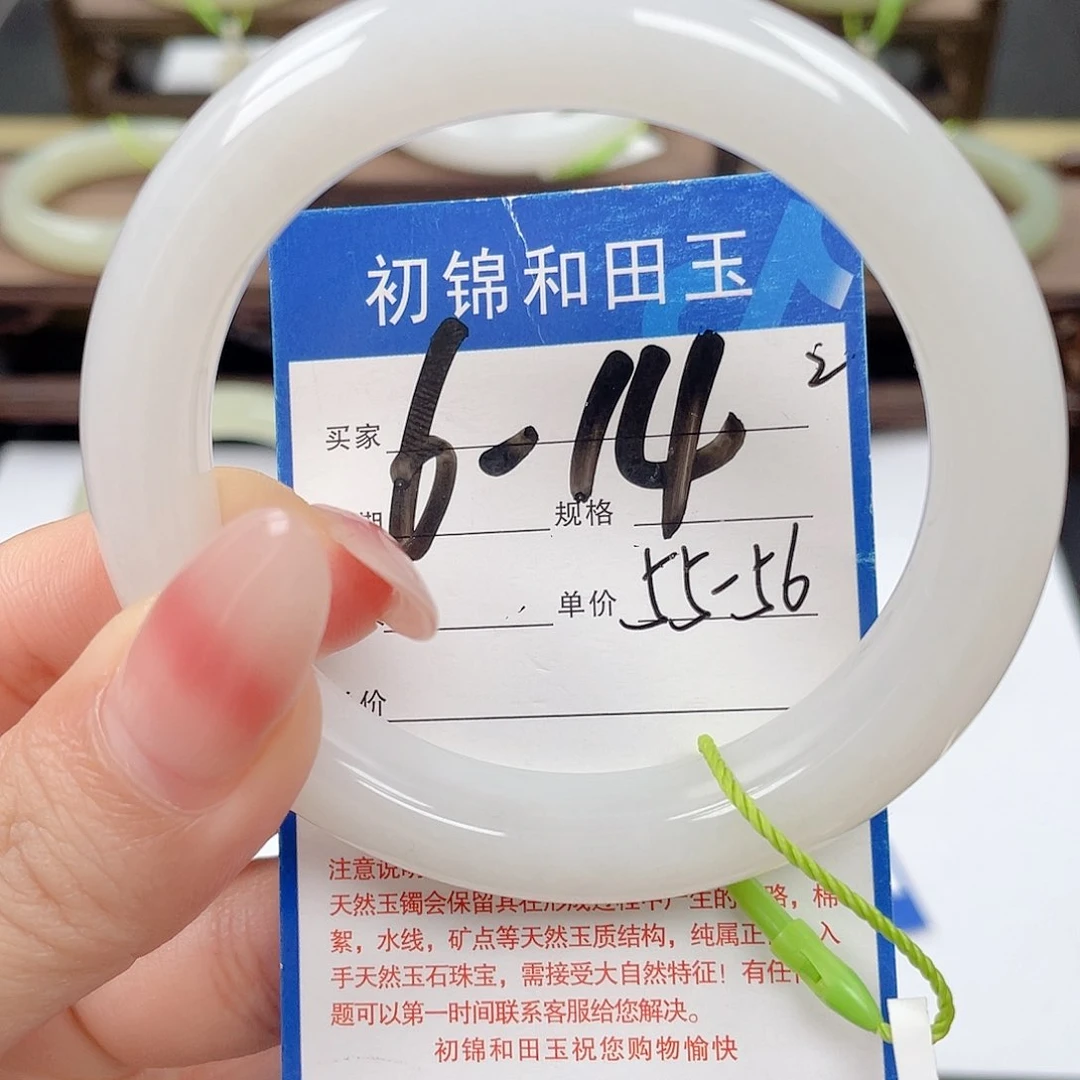 初锦和田玉
6-14
买家
期 规格
单价 55-56
价
注意说
天然玉镯会保留其在形成过程中产生的 路，棉
絮，水线，矿点等天然玉质结构，纯属正 入
手天然玉石珠宝，需接受大自然特征！有任
题可以第一时间联系客服给您解决。
初锦和田玉祝您购物愉快